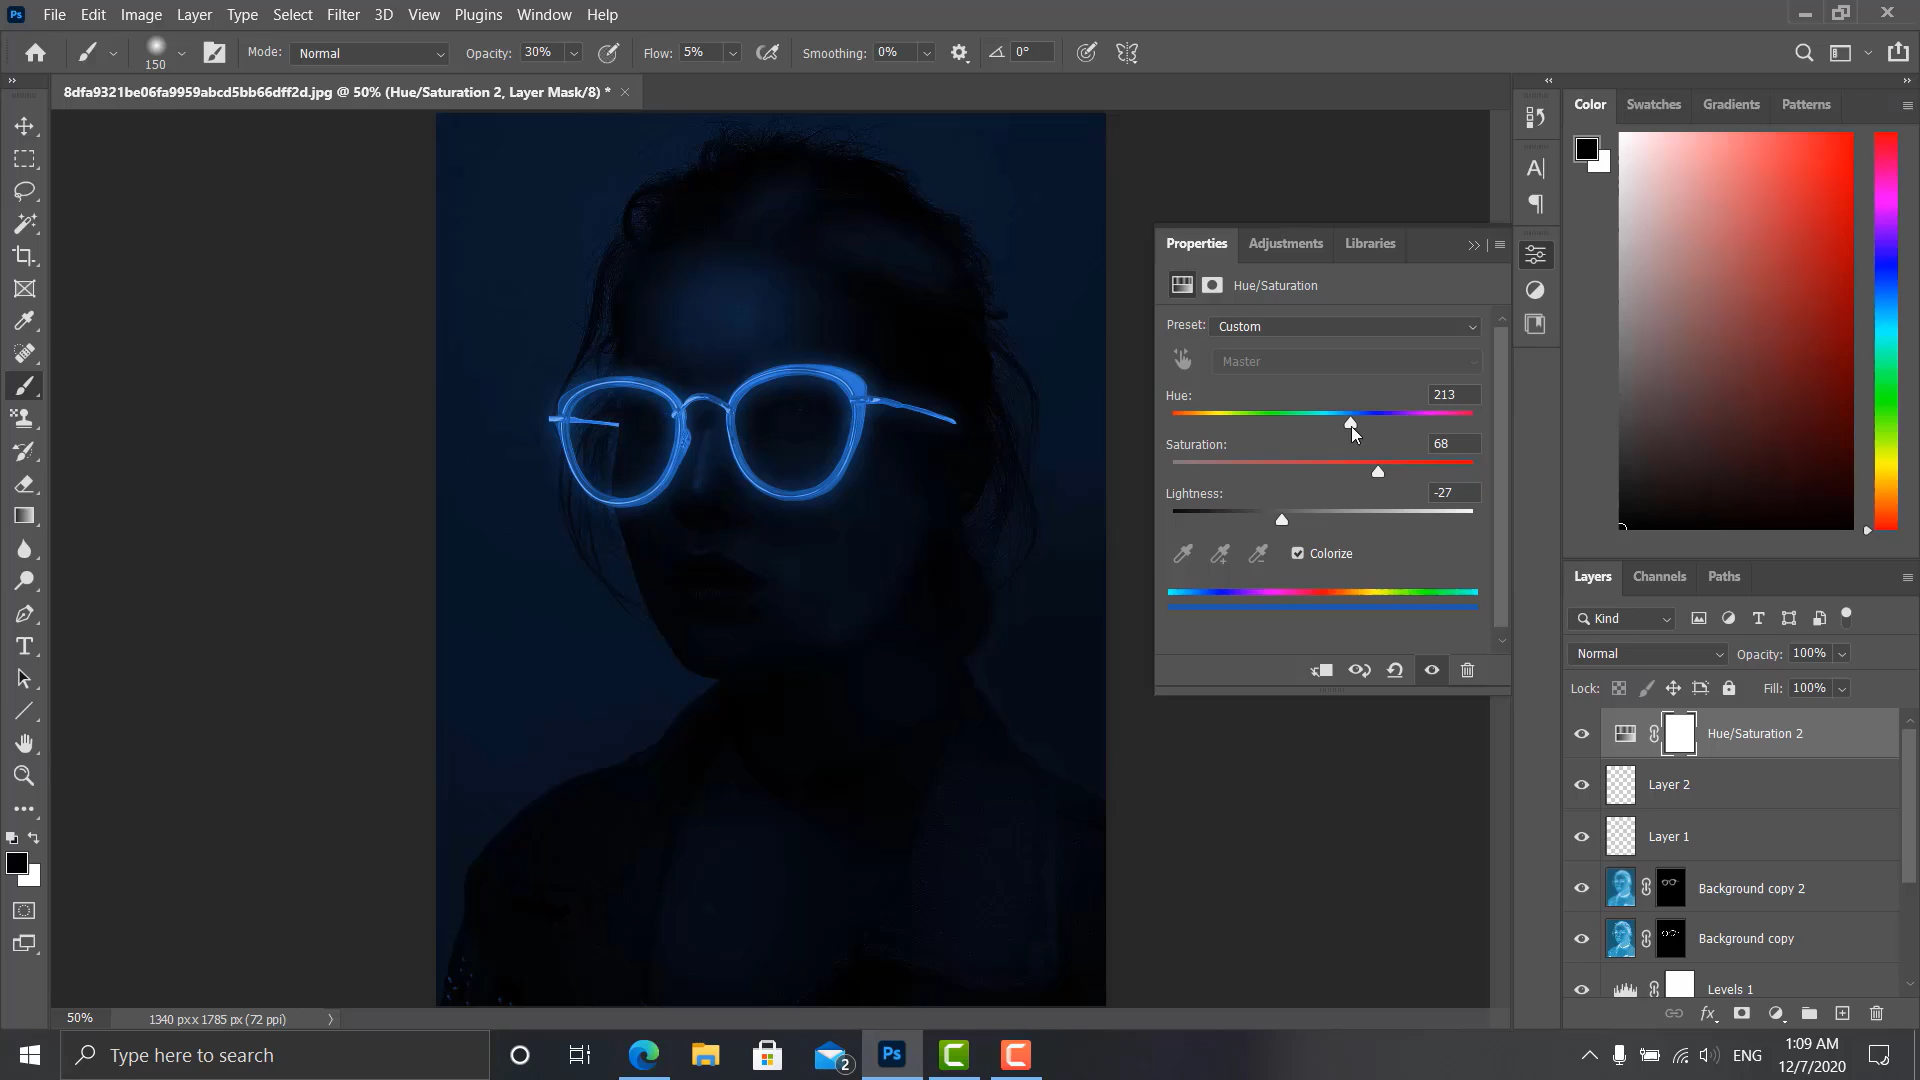 Ps File Edit Image Layer Type Select Filter 3D View Plugins Window Help
150 Mode: Normal Opacity: 30% Flow: 5% Smoothing: 0% 0°
8dfa9321be06fa9959abcd5bb66dff2d.jpg @ 50% (Hue/Saturation 2, Layer Mask/8) *
Color Swatches Gradients Patterns
Properties Adjustments Libraries
Hue/Saturation
Preset: Custom
Master
Hue: 213
Saturation: 68
Lightness: -27
Colorize
Layers Channels Paths
Kind
Normal Opacity: 100%
Lock: Fill: 100%
Hue/Saturation 2
Layer 2
Layer 1
Background copy 2
Background copy
Levels 1
50% 1340 px x 1785 px (72 ppi)
Type here to search
2
Ps
ENG
1:09 AM
12/7/2020